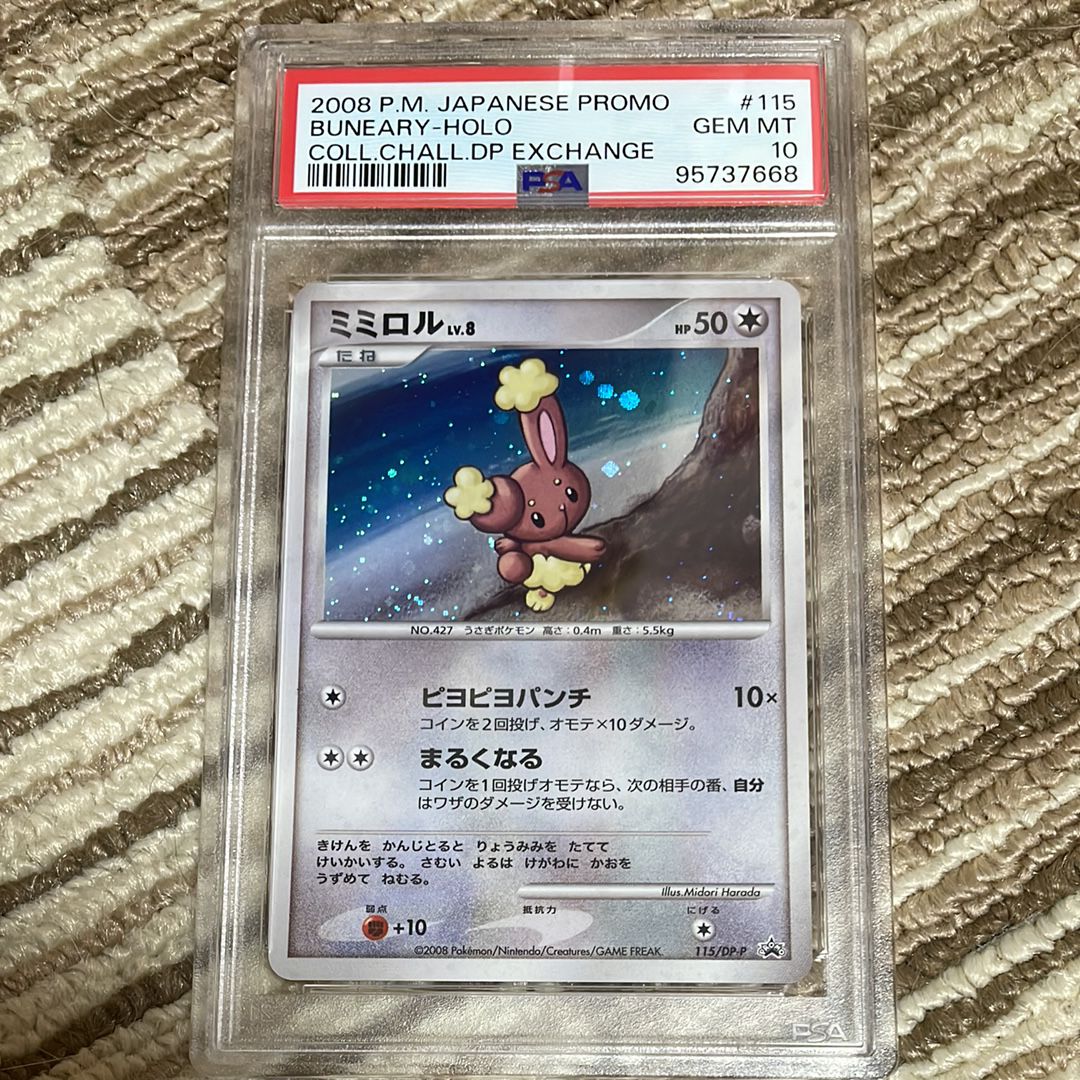 2008 P.M. JAPANESE PROMO #115
BUNEARY-HOLO GEM MT
COLL.CHALL.DP EXCHANGE 10
PSA 95737668
ミミロル LV.8 HP 50
たね
NO.427 うさぎポケモン 高さ:0.4m 重さ:5.5kg
ピヨピヨパンチ 10×
コインを2回投げ、オモテ×10ダメージ。
まるくなる
コインを1回投げオモテなら、次の相手の番、自分
はワザのダメージを受けない。
きけんを かんじとると りょうみみを たてて
けいかいする。 さむい よるは けがわに かおを
うずめて ねむる。
Illus.Midori Harada
弱点 抵抗力 にげる
+10
©2008 Pokémon/Nintendo/Creatures/GAME FREAK. 115/DP-P
PSA